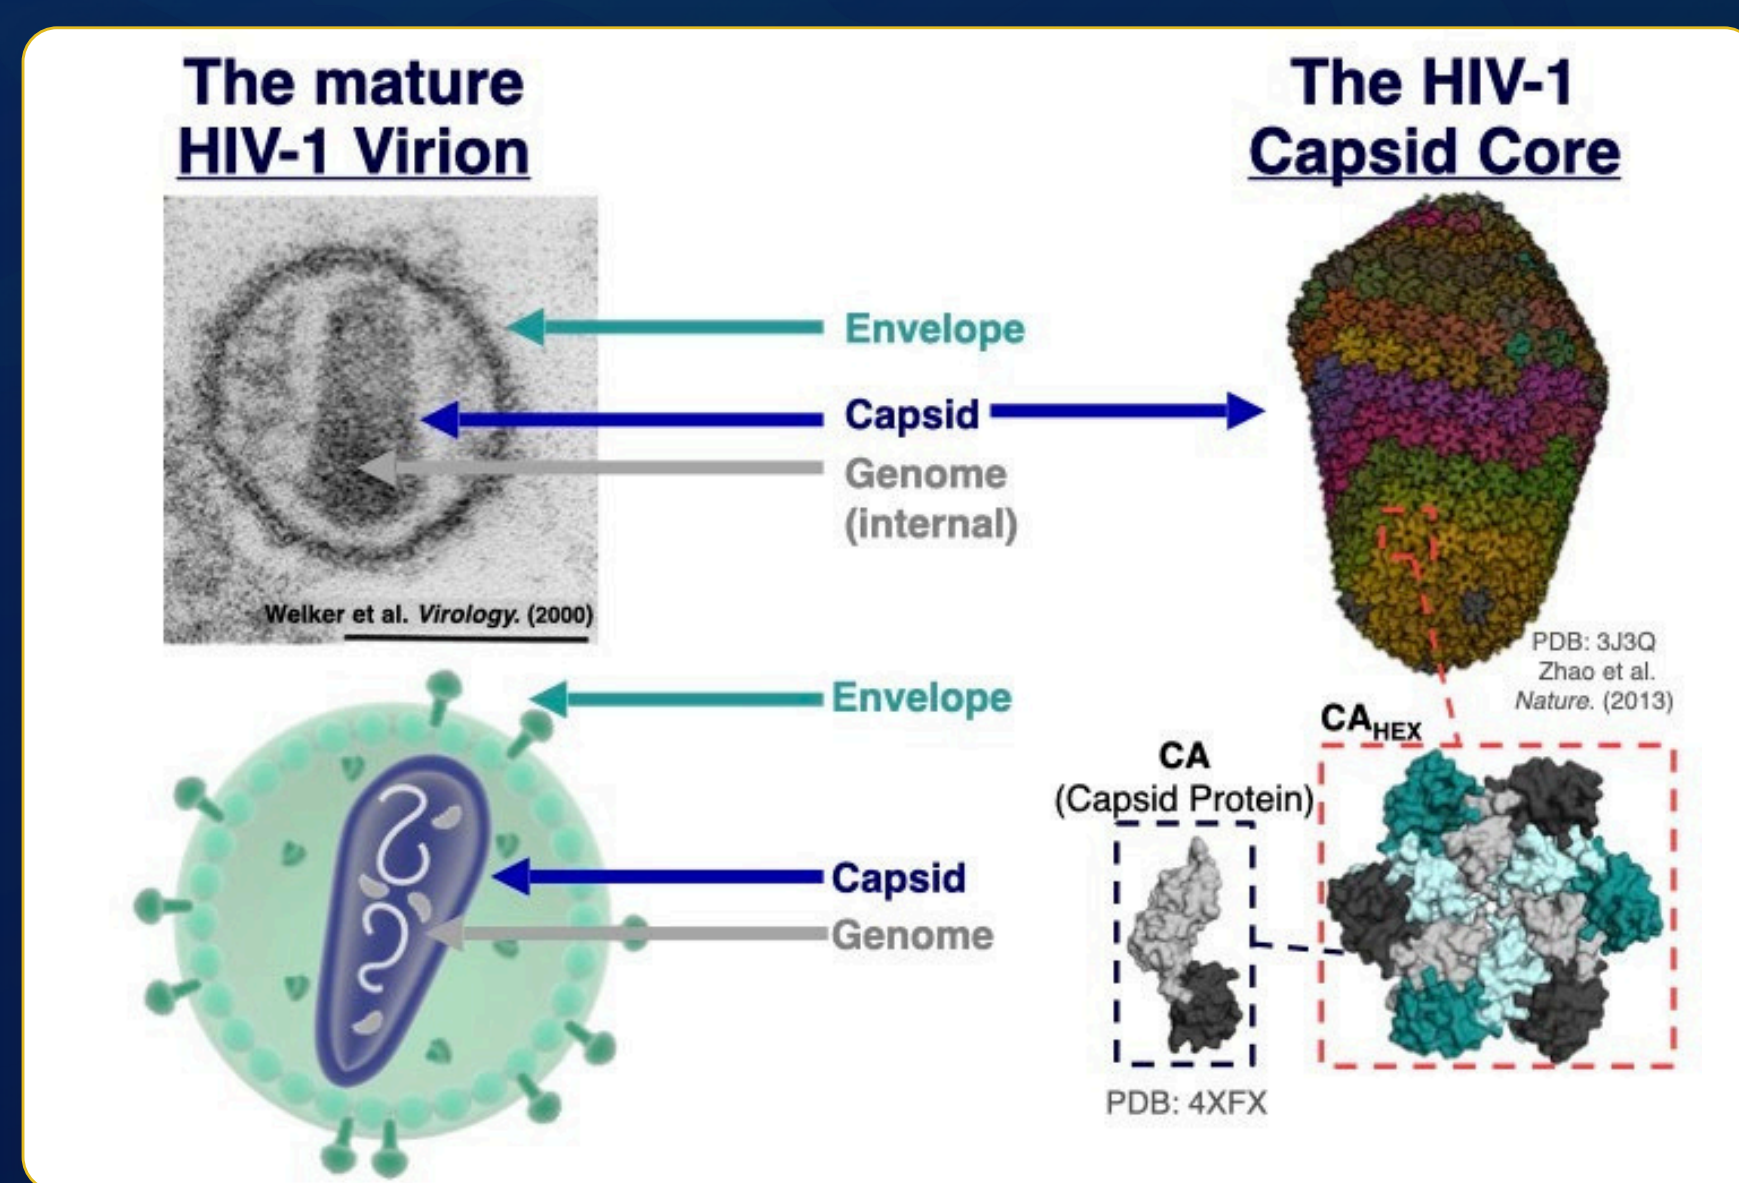 The mature
HIV-1 Virion
The HIV-1
Capsid Core
Envelope
Capsid
Genome
(internal)
Welker et al. Virology. (2000)
PDB: 3J3Q
Zhao et al.
Nature. (2013)
Envelope
Capsid
Genome
CA
(Capsid Protein)
PDB: 4XFX
CAHEX